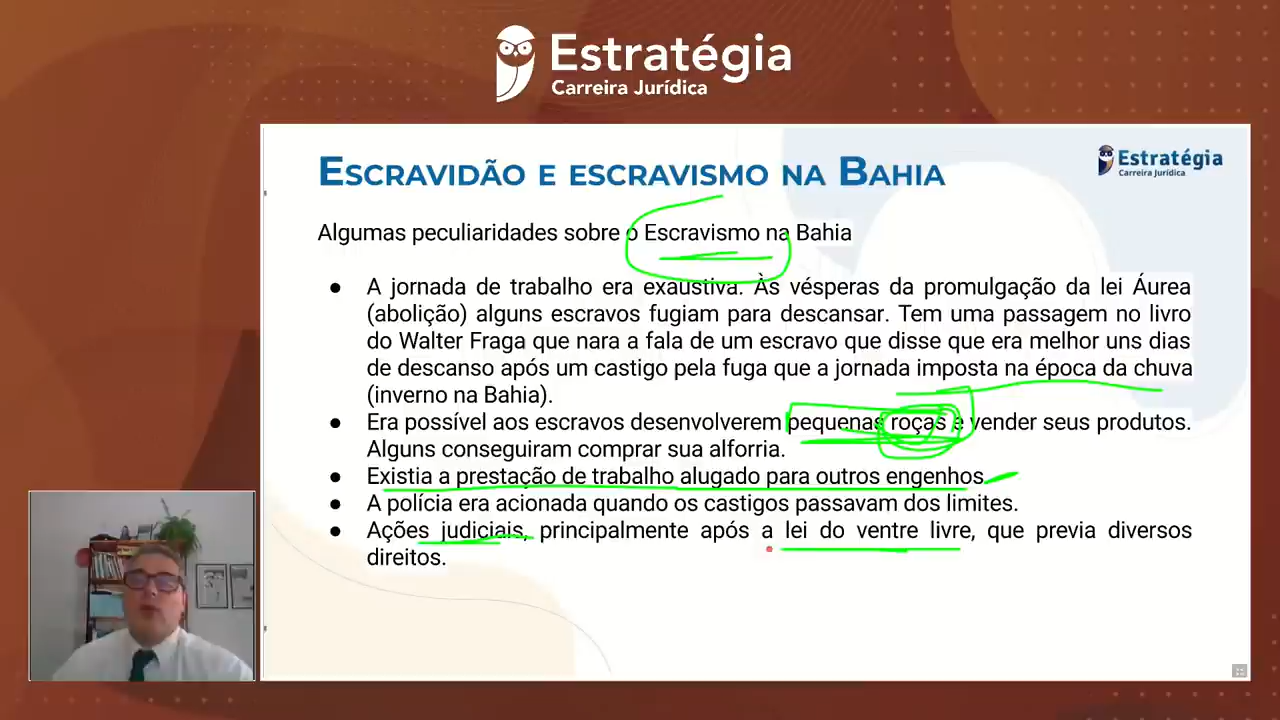 Estratégia
Carreira Jurídica
Estratégia
Carreira Jurídica
ESCRAVIDÃO E ESCRAVISMO NA BAHIA
Algumas peculiaridades sobre o Escravismo na Bahia
● A jornada de trabalho era exaustiva. Às vésperas da promulgação da lei Áurea
(abolição) alguns escravos fugiam para descansar. Tem uma passagem no livro
do Walter Fraga que nara a fala de um escravo que disse que era melhor uns dias
de descanso após um castigo pela fuga que a jornada imposta na época da chuva
(inverno na Bahia).
● Era possível aos escravos desenvolverem pequenas roças e vender seus produtos.
Alguns conseguiram comprar sua alforria.
● Existia a prestação de trabalho alugado para outros engenhos.
● A polícia era acionada quando os castigos passavam dos limites.
● Ações judiciais, principalmente após a lei do ventre livre, que previa diversos
direitos.